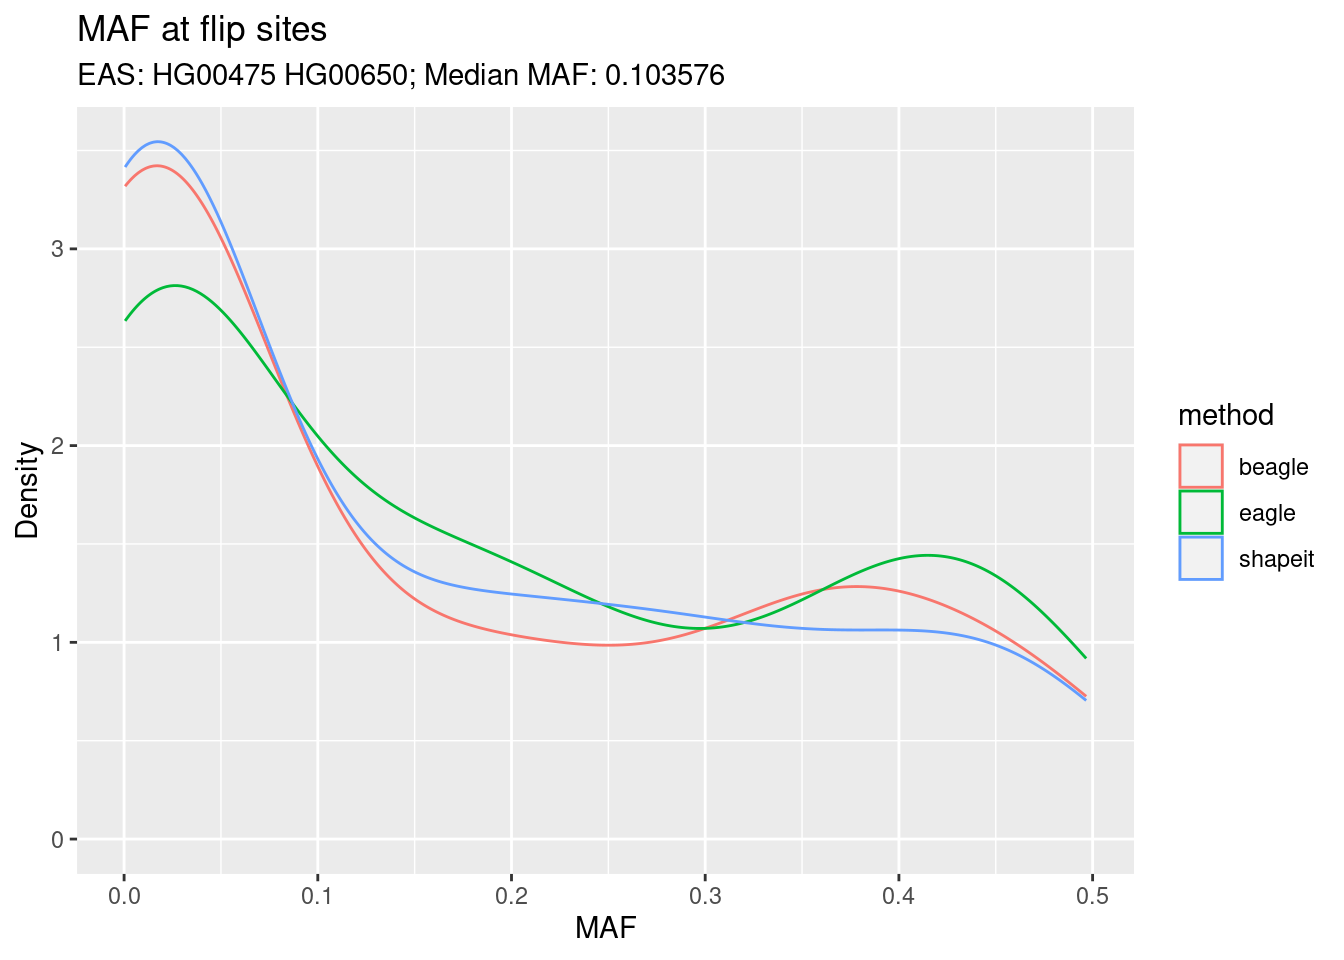 MAF at flip sites
EAS: HG00475 HG00650; Median MAF: 0.103576
Density
3
2
1
0
0.0
0.1
0.2
0.3
0.4
0.5
MAF
method
beagle
eagle
shapeit